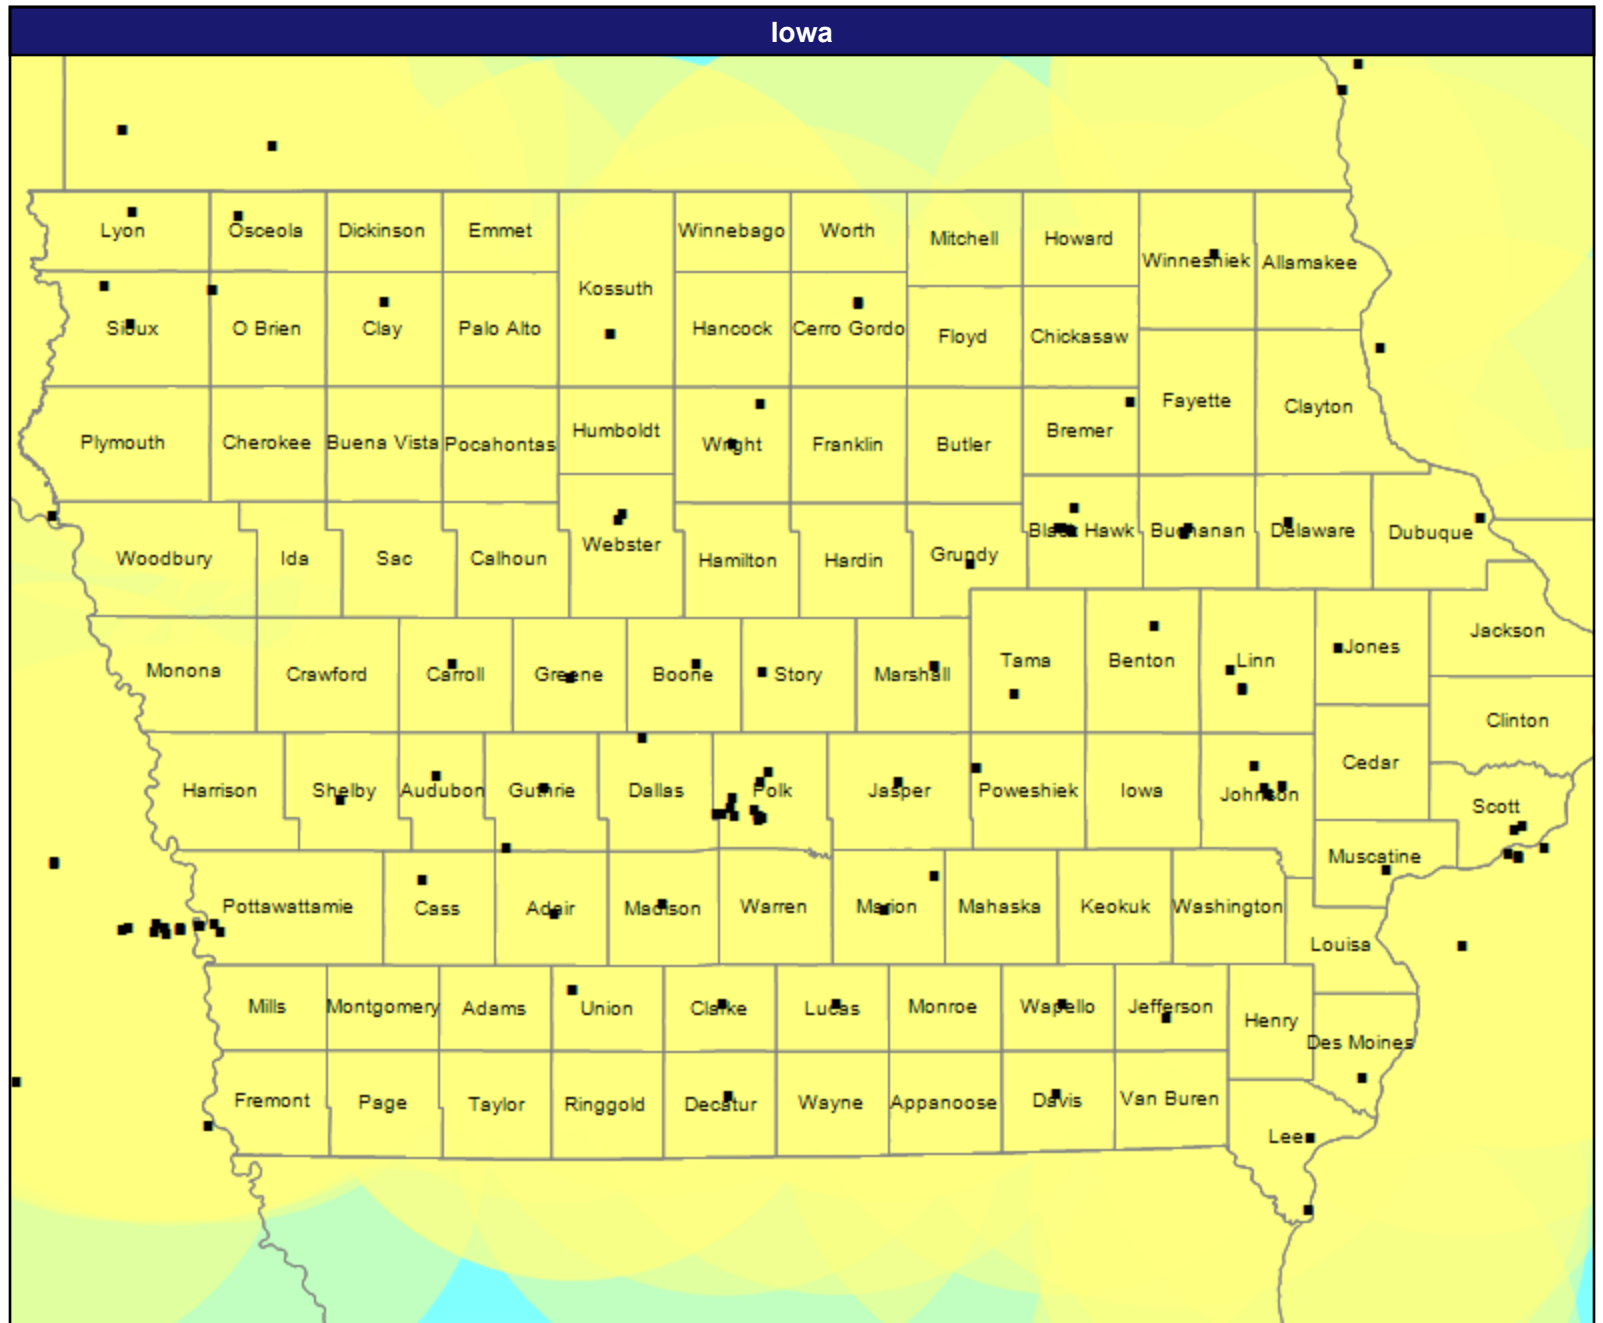 Iowa
Lyon
Osceola
Dickinson
Emmet
Winnebago
Worth
Mitchell
Howard
Winneshiek
Allamakee
Kossuth
Sioux
O Brien
Clay
Palo Alto
Hancock
Cerro Gordo
Floyd
Chickasaw
Plymouth
Cherokee
Buena Vista
Pocahontas
Humboldt
Wright
Franklin
Butler
Bremer
Fayette
Clayton
Woodbury
Ida
Sac
Calhoun
Webster
Hamilton
Hardin
Grundy
Black Hawk
Buchanan
Delaware
Dubuque
Monona
Crawford
Carroll
Greene
Boone
Story
Marshall
Tama
Benton
Linn
Jones
Jackson
Clinton
Harrison
Shelby
Audubon
Guthrie
Dallas
Polk
Jasper
Poweshiek
Iowa
Johnson
Cedar
Scott
Muscatine
Pottawattamie
Cass
Adair
Madison
Warren
Marion
Mahaska
Keokuk
Washington
Louisa
Mills
Montgomery
Adams
Union
Clarke
Lucas
Monroe
Wapello
Jefferson
Henry
Des Moines
Fremont
Page
Taylor
Ringgold
Decatur
Wayne
Appanoose
Davis
Van Buren
Lee